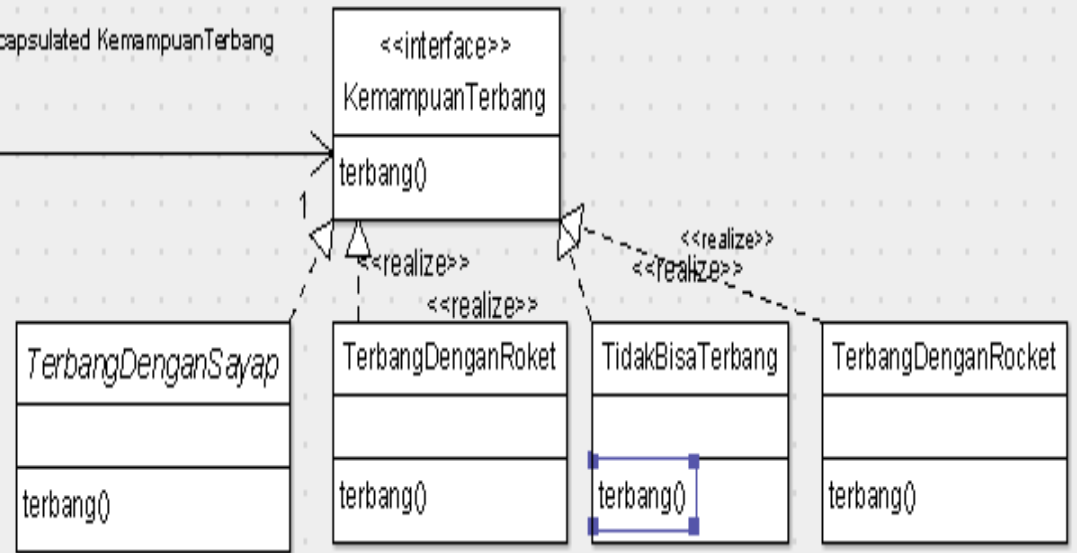 capsulated KemampuanTerbang
<<interface>>
KemampuanTerbang
terbang()
1
<<realize>>
<<realize>>
<<realize>>
<<realize>>
TerbangDenganSayap
terbang()
TerbangDenganRoket
terbang()
TidakBisaTerbang
terbang()
TerbangDenganRocket
terbang()